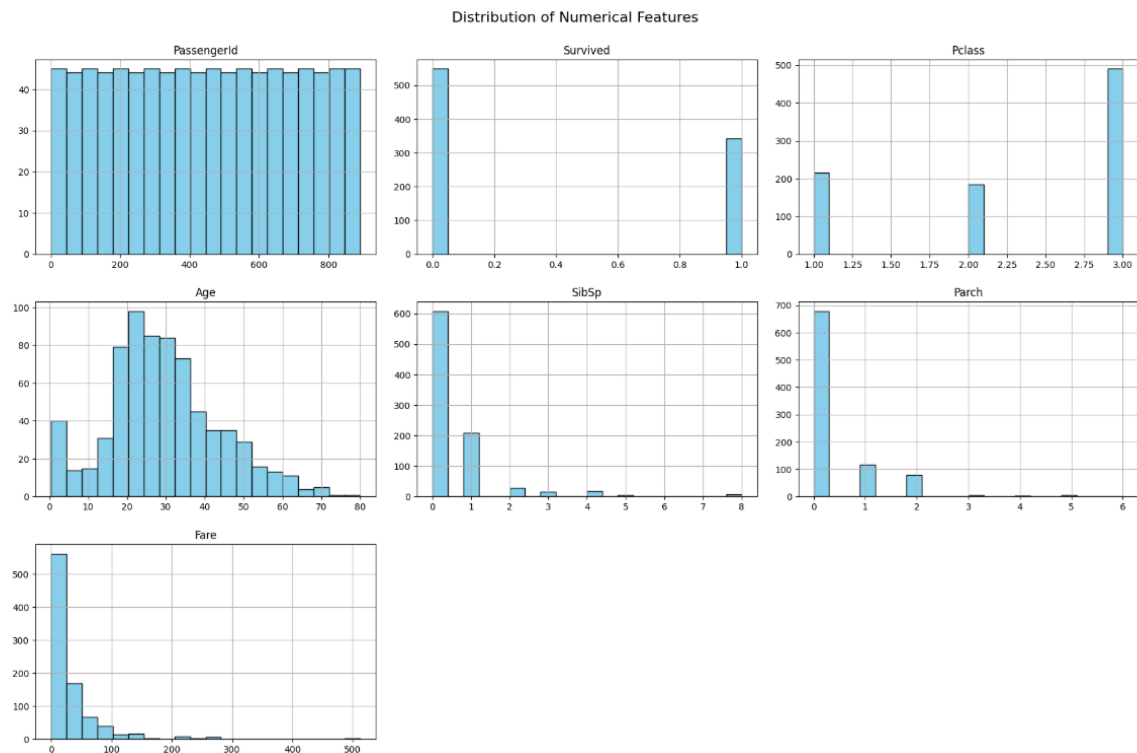 Distribution of Numerical Features
PassengerId
40
30
20
10
0
0 200 400 600 800
Survived
500
400
300
200
100
0
0.0 0.2 0.4 0.6 0.8 1.0
Pclass
500
400
300
200
100
0
1.00 1.25 1.50 1.75 2.00 2.25 2.50 2.75 3.00
Age
100
80
60
40
20
0
0 10 20 30 40 50 60 70 80
SibSp
600
500
400
300
200
100
0
0 1 2 3 4 5 6 7 8
Parch
700
600
500
400
300
200
100
0
0 1 2 3 4 5 6
Fare
500
400
300
200
100
0
0 100 200 300 400 500